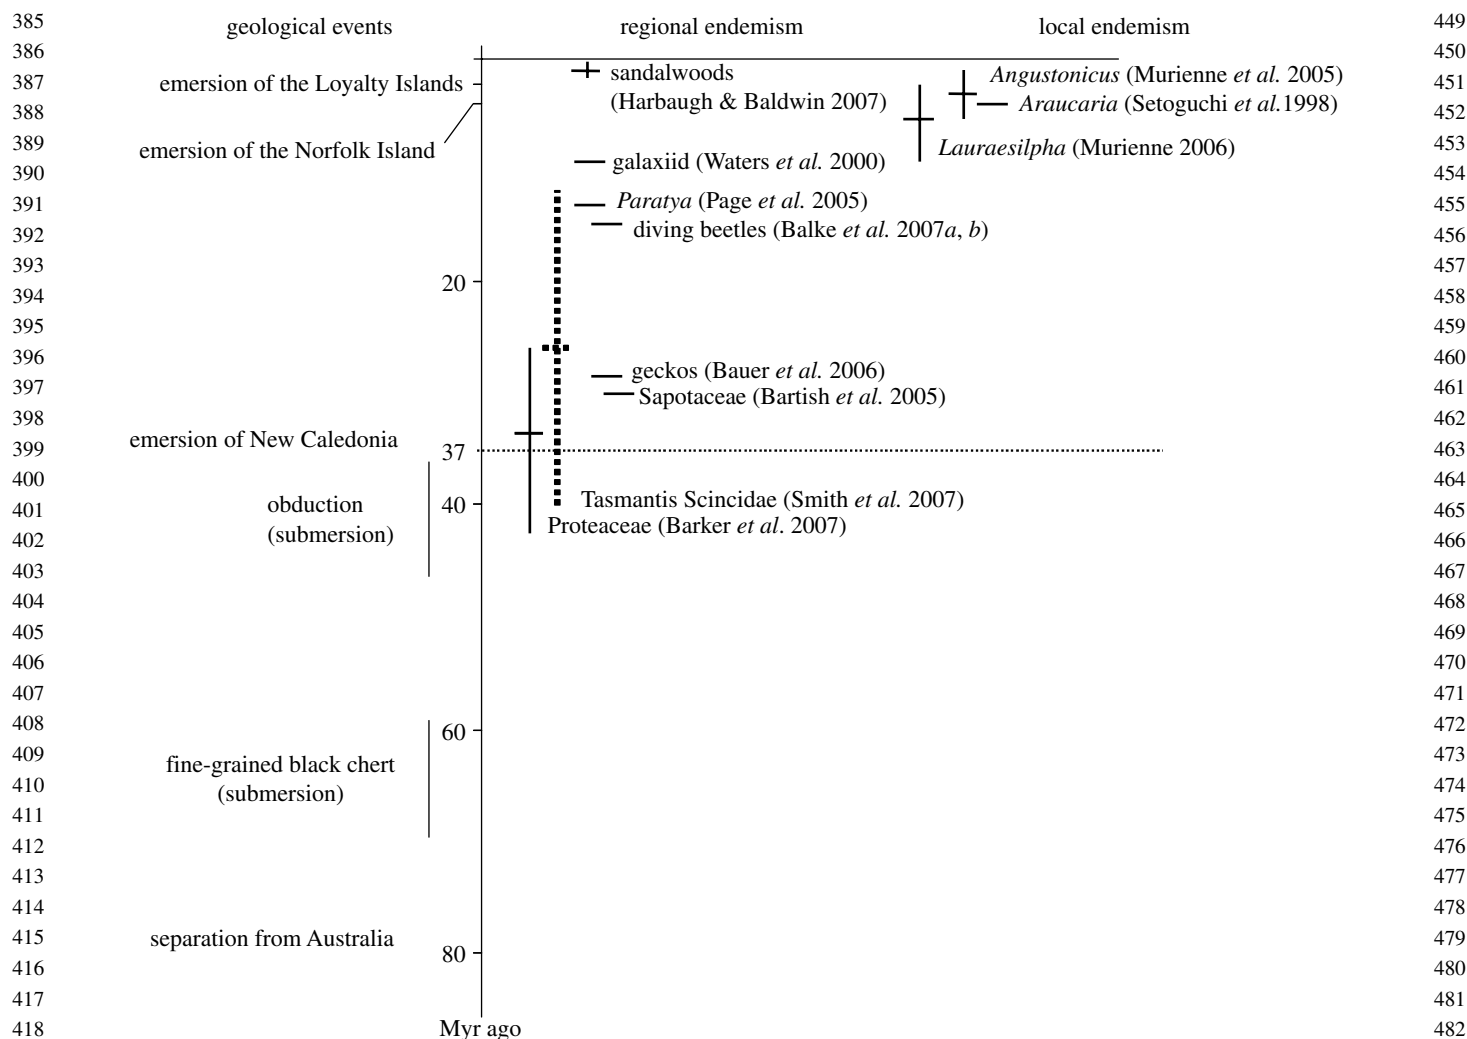 385 geological events regional endemism local endemism 449
386 450
387 emersion of the Loyalty Islands sandalwoods Angustonicus (Murienne et al. 2005) 451
388 (Harbaugh & Baldwin 2007) Araucaria (Setoguchi et al.1998) 452
389 emersion of the Norfolk Island Lauraesilpha (Murienne 2006) 453
390 galaxiid (Waters et al. 2000) 454
391 Paratya (Page et al. 2005) 455
392 diving beetles (Balke et al. 2007a, b) 456
393 457
20
394 458
395 459
396 geckos (Bauer et al. 2006) 460
397 Sapotaceae (Bartish et al. 2005) 461
398 462
emersion of New Caledonia
399 37 463
400 464
Tasmantis Scincidae (Smith et al. 2007)
401 obduction 40 465
402 (submersion) Proteaceae (Barker et al. 2007) 466
403 467
404 468
405 469
406 470
407 471
408 60 472
409 473
fine-grained black chert
410 474
(submersion)
411 475
412 476
413 477
414 478
415 separation from Australia 479
80
416 480
417 481
418 Myr ago 482